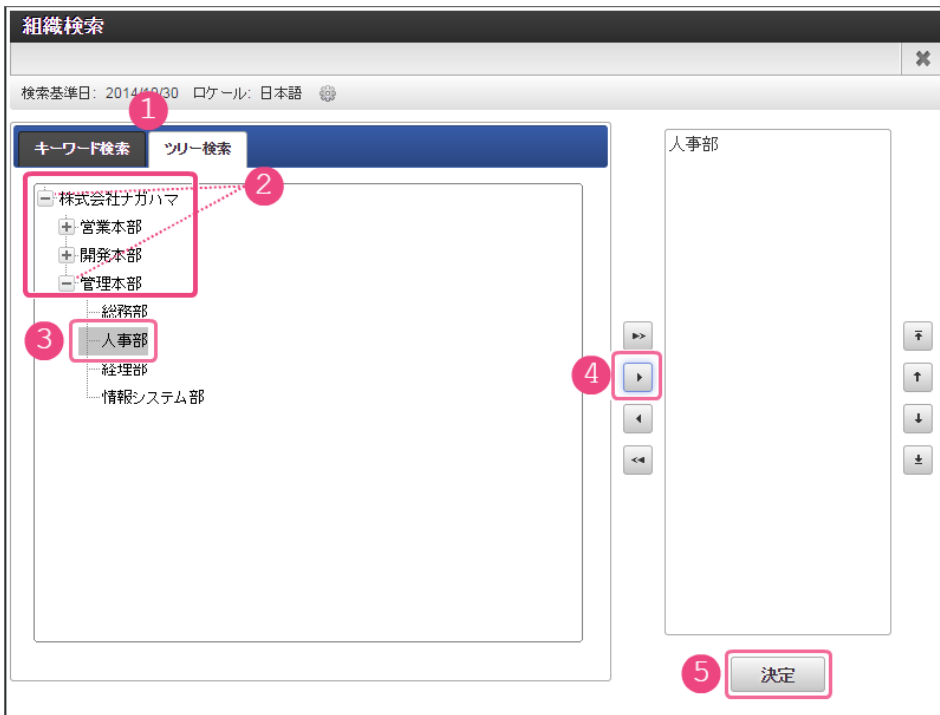 組織検索
検索基準日: 2014/10/30 ロケール: 日本語
1
キーワード検索 ツリー検索
人事部
2
株式会社ナガハマ
営業本部
開発本部
管理本部
総務部
3
人事部
経理部
4
情報システム部
5
決定